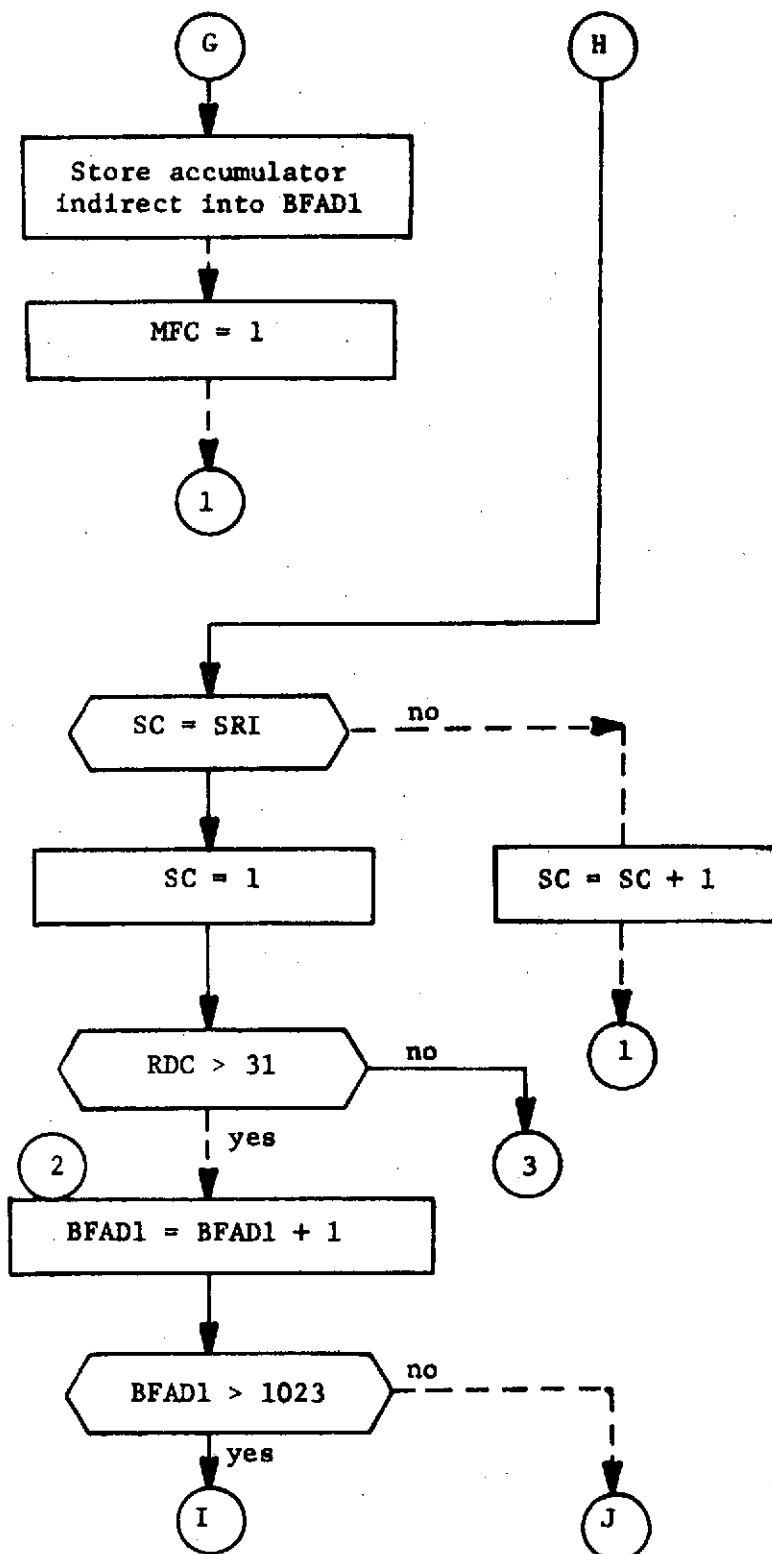 G
H
Store accumulator
indirect into BFAD1
MFC = 1
1
SC = SRI
no
SC = 1
SC = SC + 1
RDC > 31
no
1
yes
2
3
BFAD1 = BFAD1 + 1
BFAD1 > 1023
no
yes
I
J